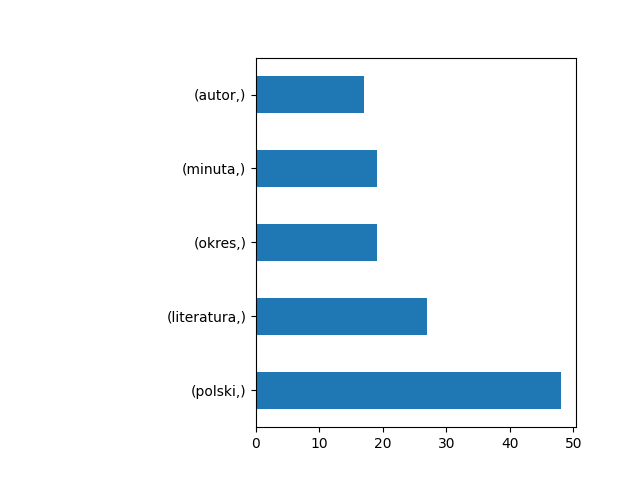 (autor,)
(minuta,)
(okres,)
(literatura,)
(polski,)
0 10 20 30 40 50